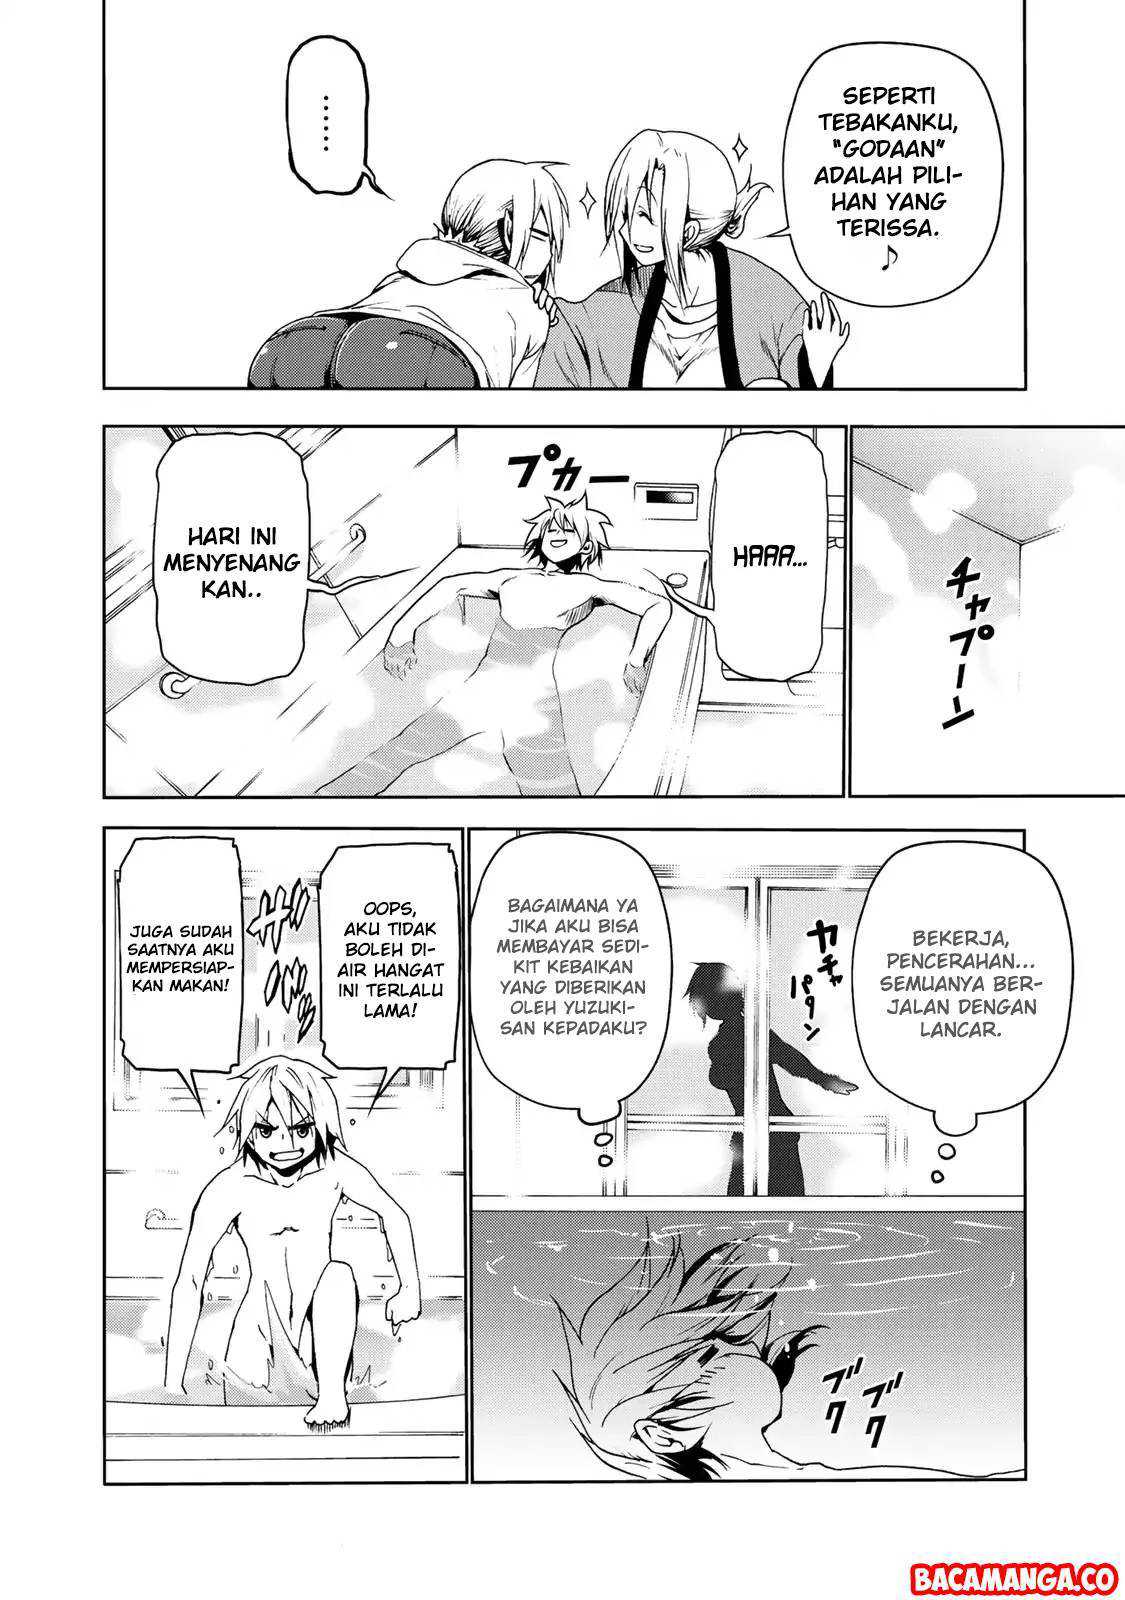 SEPERTI
TEBAKANKU,
"GODAAN"
ADALAH PILI-
HAN YANG
TERISSA.
♪
........
チャプーン
HAAA...
プカー
HARI INI
MENYENANG
KAN..
BEKERJA,
PENCERAHAN...
SEMUANYA BER-
JALAN DENGAN
LANCAR.
カチャ
パタン
BAGAIMANA YA
JIKA AKU BISA
MEMBAYAR SEDI-
KIT KEBAIKAN
YANG DIBERIKAN
OLEH YUZUKI-
SAN KEPADAKU?
ブク
ブク
OOPS,
AKU TIDAK
BOLEH DI-
AIR HANGAT
INI TERLALU
LAMA!
JUGA SUDAH
SAATNYA AKU
MEMPERSIAP-
KAN MAKAN!
BACAMANGA.CO